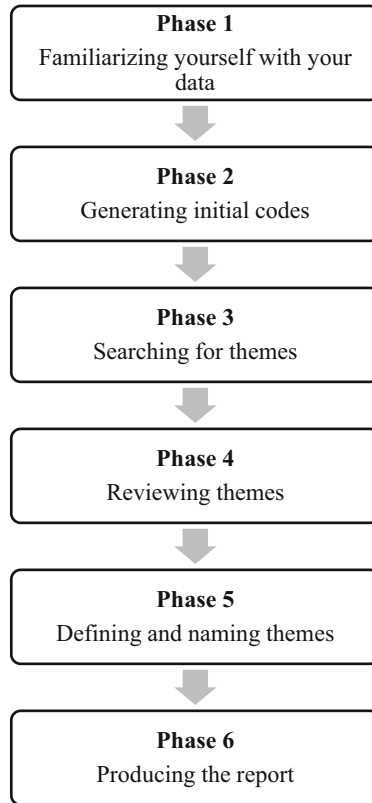 Phase 1
Familiarizing yourself with your
data
Phase 2
Generating initial codes
Phase 3
Searching for themes
Phase 4
Reviewing themes
Phase 5
Defining and naming themes
Phase 6
Producing the report